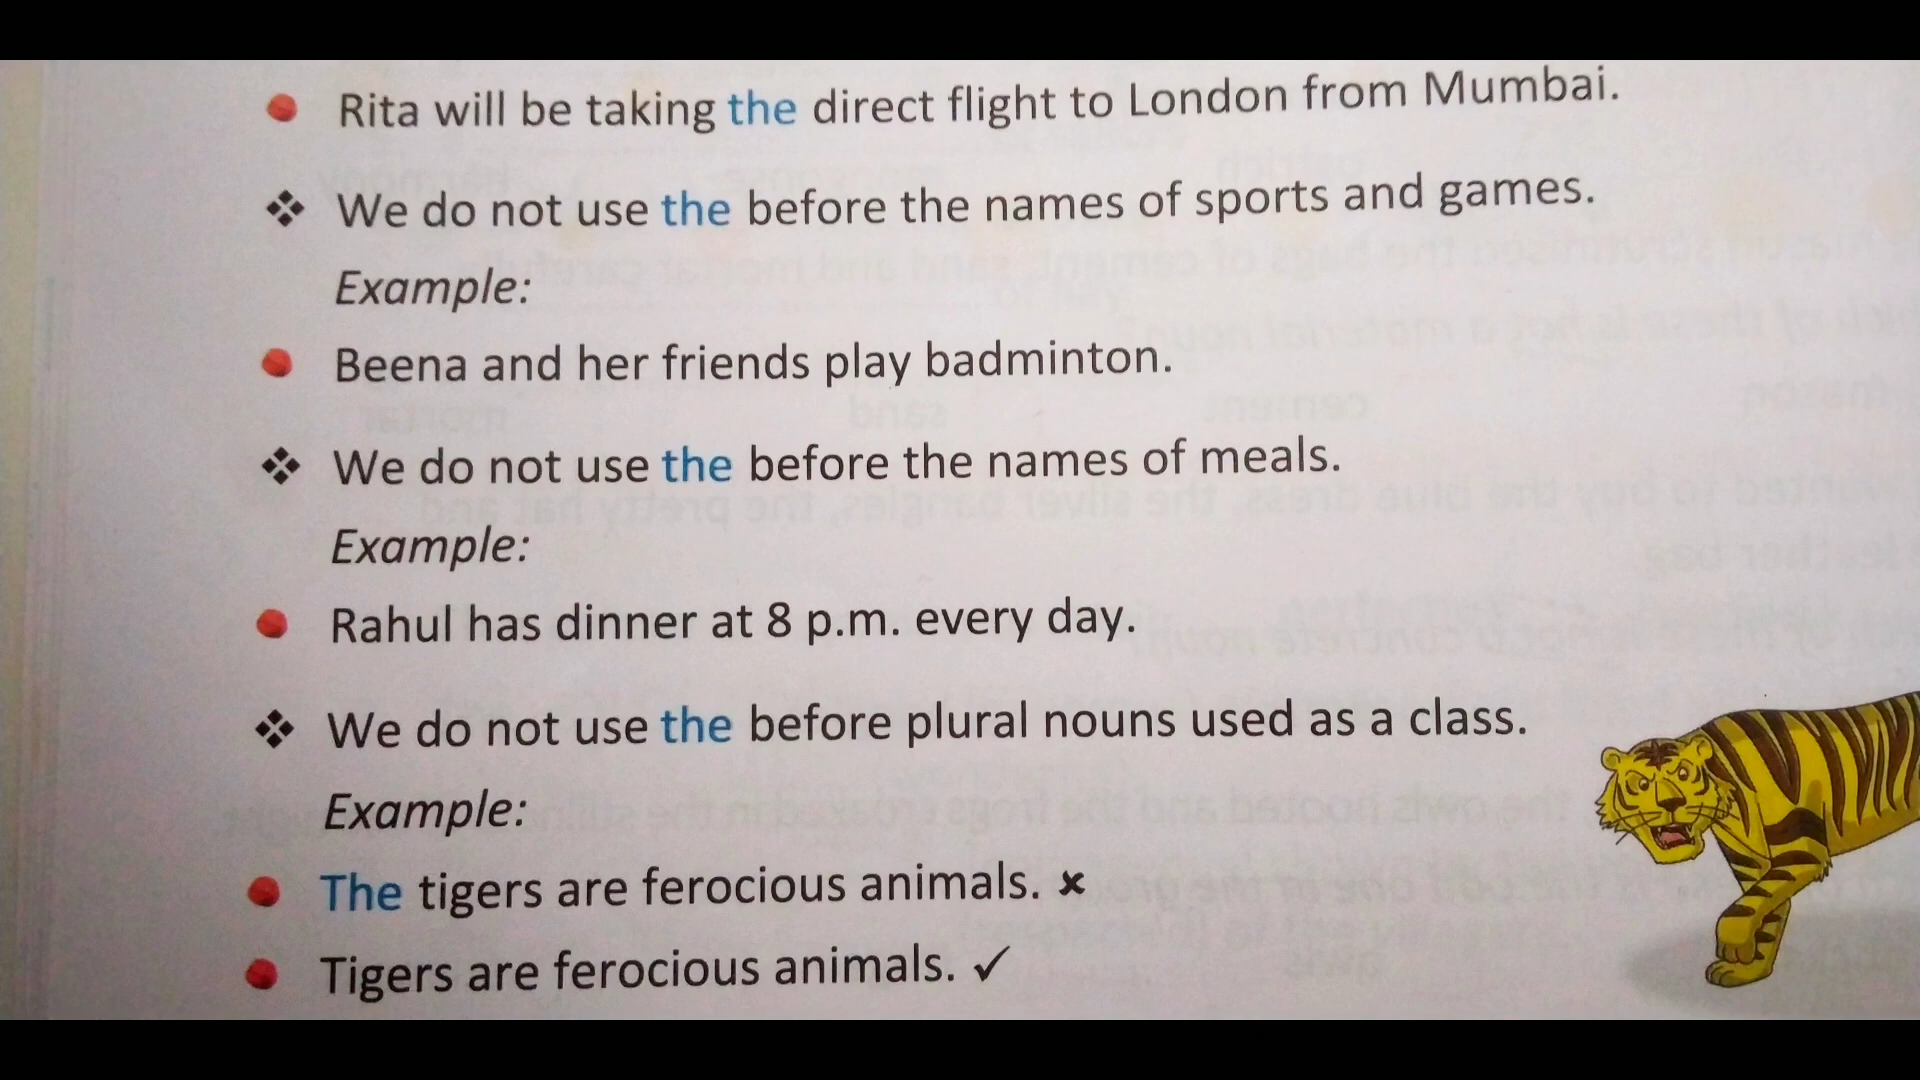 Rita will be taking the direct flight to London from Mumbai.
We do not use the before the names of sports and games.
Example:
Beena and her friends play badminton.
We do not use the before the names of meals.
Example:
Rahul has dinner at 8 p.m. every day.
We do not use the before plural nouns used as a class.
Example:
The tigers are ferocious animals. ×
Tigers are ferocious animals. ✓